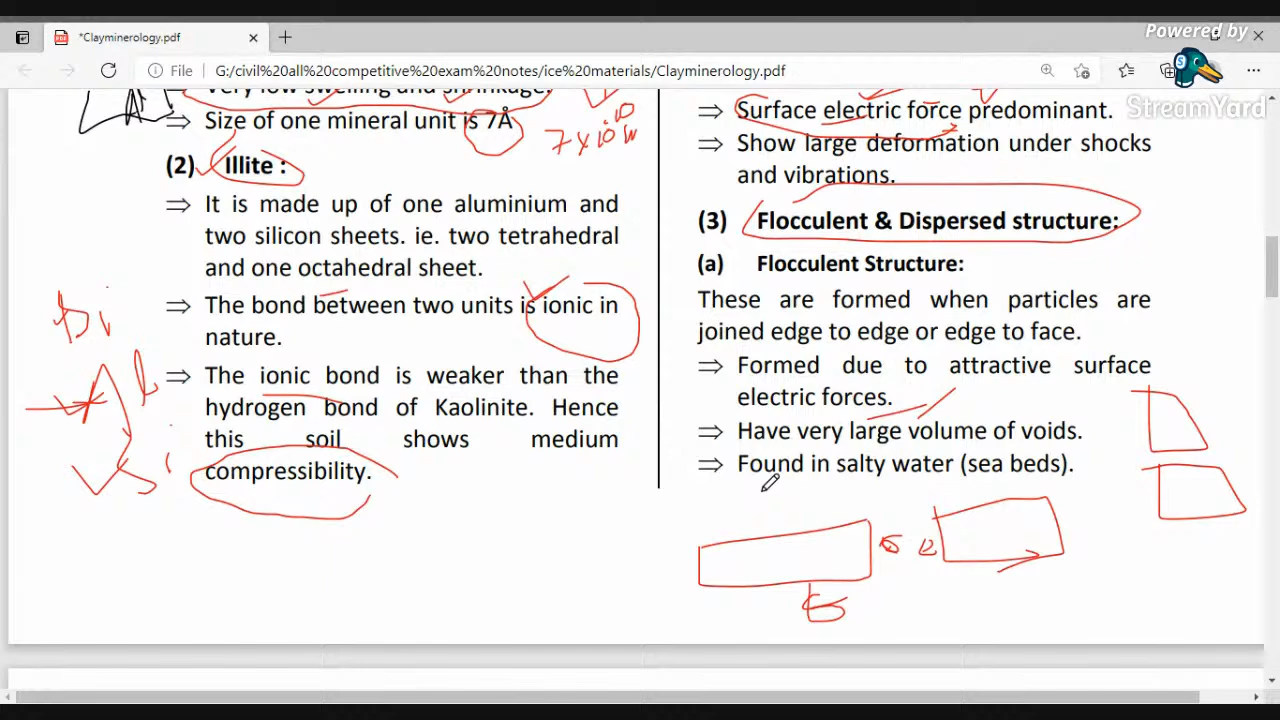 Powered by
StreamYard
*Clayminerology.pdf
File
G:/civil%20all%20competitive%20exam%20notes/ice%20materials/Clayminerology.pdf
Very low swelling and shrinkage.
⇒ Size of one mineral unit is 7Å
7 × 10
(2) Illite :
⇒ It is made up of one aluminium and
two silicon sheets. ie. two tetrahedral
and one octahedral sheet.
⇒ The bond between two units is ionic in
nature.
⇒ The ionic bond is weaker than the
hydrogen bond of Kaolinite. Hence
this soil shows medium
compressibility.
⇒ Surface electric force predominant.
⇒ Show large deformation under shocks
and vibrations.
(3) Flocculent & Dispersed structure:
(a) Flocculent Structure:
These are formed when particles are
joined edge to edge or edge to face.
⇒ Formed due to attractive surface
electric forces.
⇒ Have very large volume of voids.
⇒ Found in salty water (sea beds).